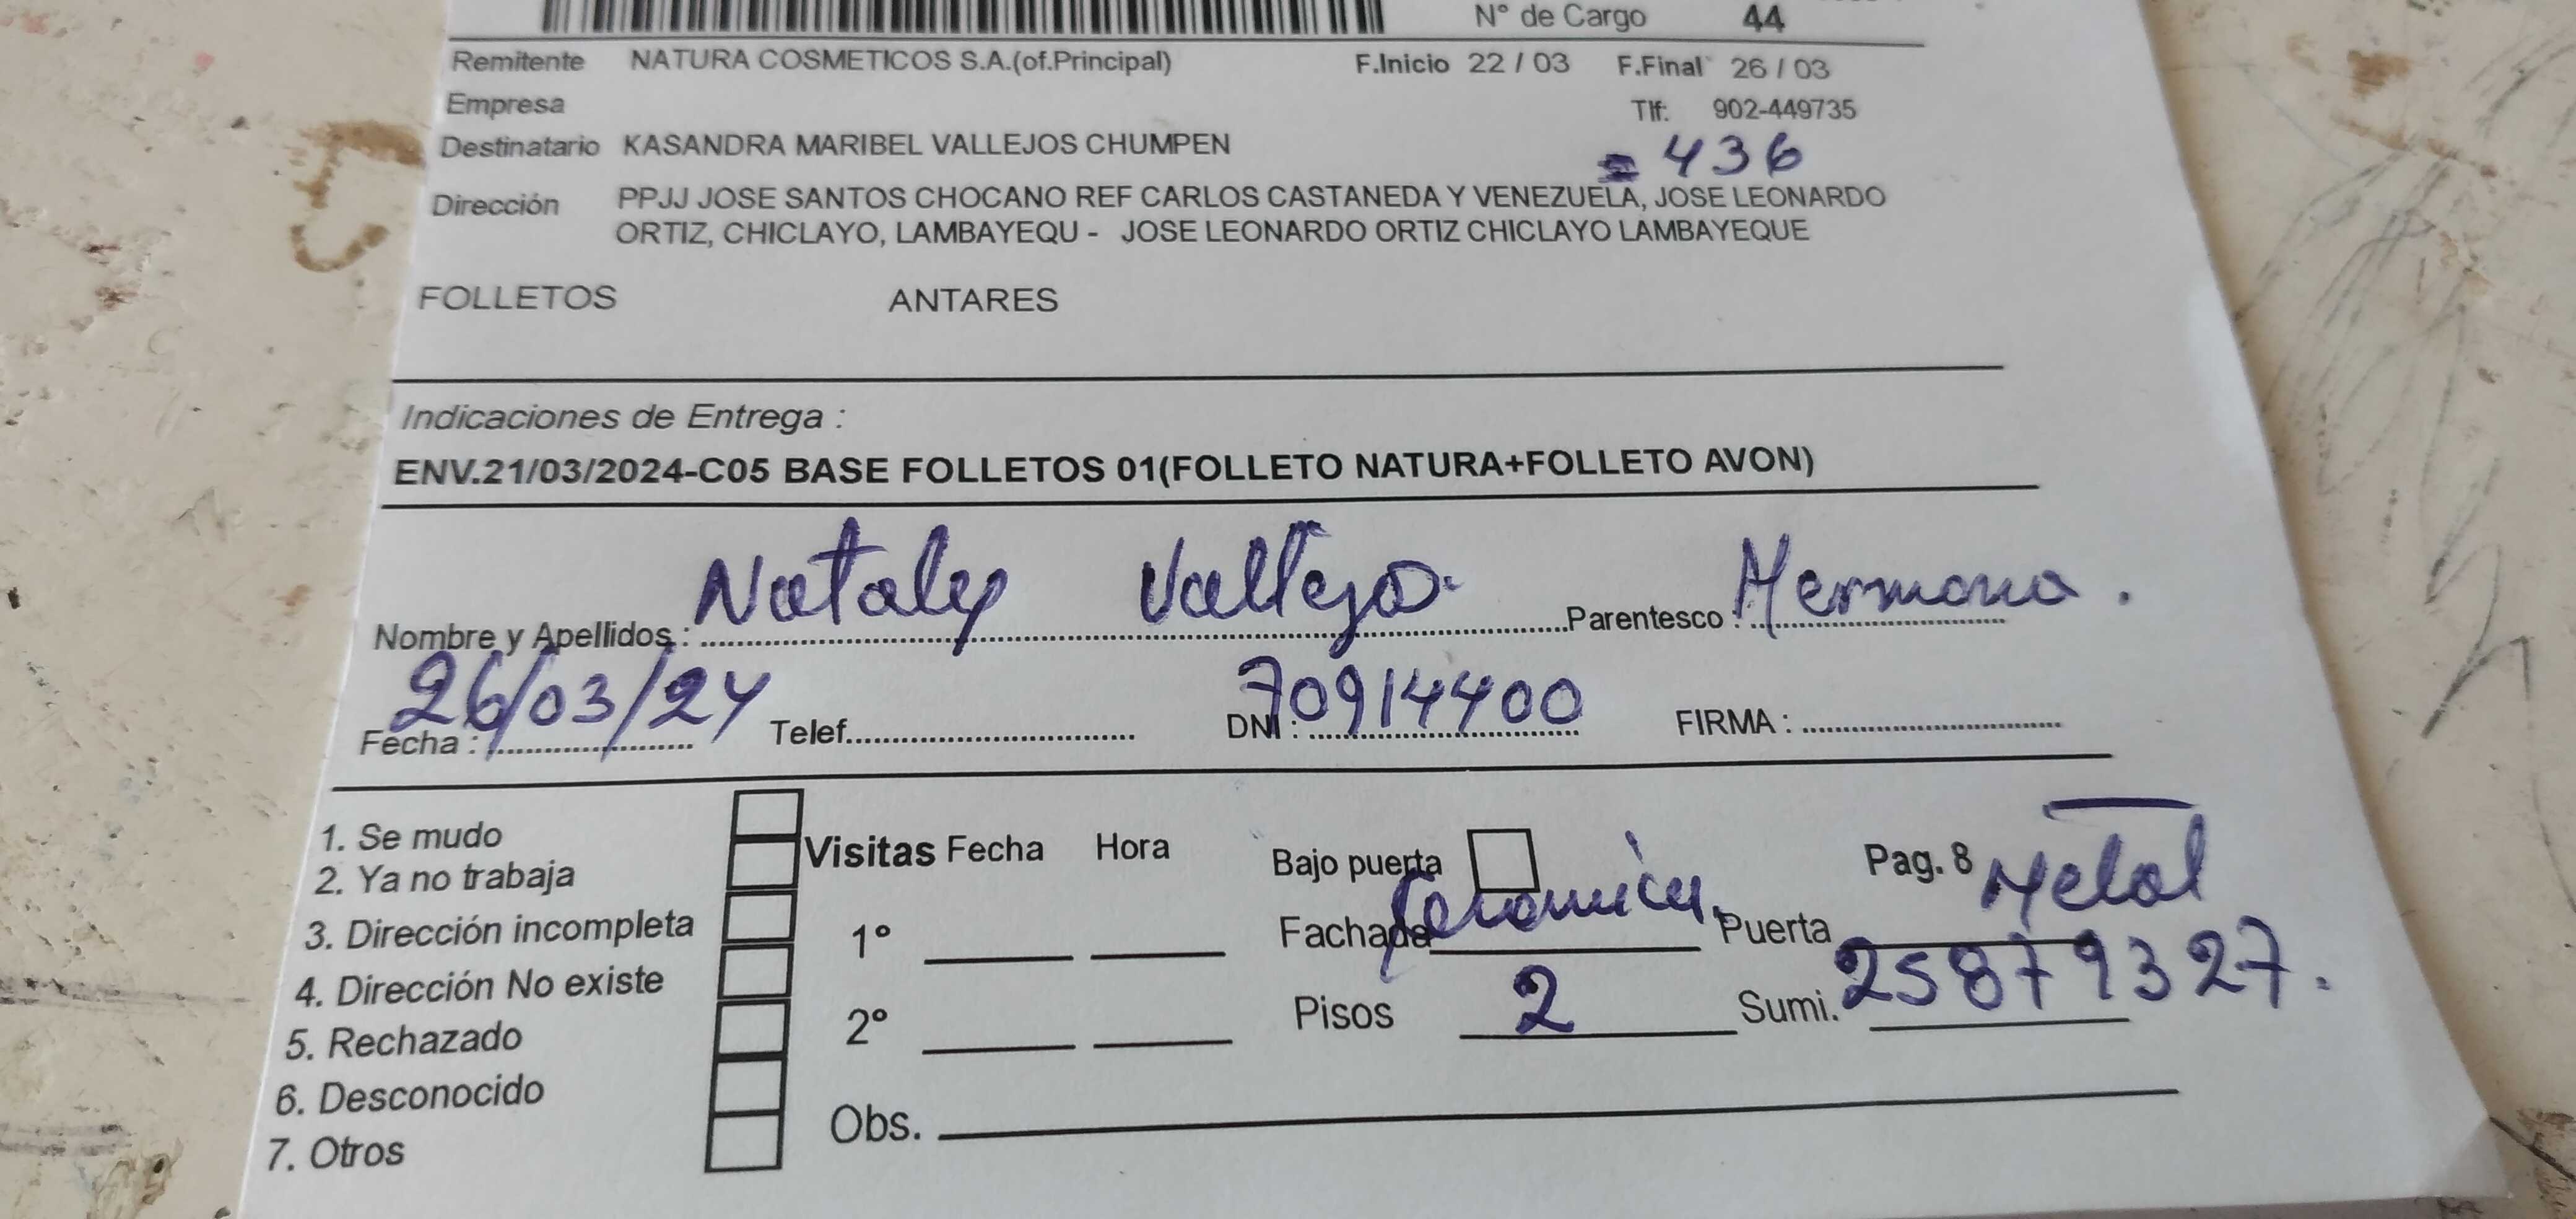 N° de Cargo 44
Remitente NATURA COSMETICOS S.A.(of.Principal) F.Inicio 22 / 03 F.Final 26 / 03
Empresa Tlf: 902-449735
Destinatario KASANDRA MARIBEL VALLEJOS CHUMPEN 436
Dirección PPJJ JOSE SANTOS CHOCANO REF CARLOS CASTANEDA Y VENEZUELA, JOSE LEONARDO
ORTIZ, CHICLAYO, LAMBAYEQU - JOSE LEONARDO ORTIZ CHICLAYO LAMBAYEQUE
FOLLETOS ANTARES
Indicaciones de Entrega :
ENV.21/03/2024-C05 BASE FOLLETOS 01(FOLLETO NATURA+FOLLETO AVON)
Nombre y Apellidos : Nataly Vallejo. Parentesco : Hermana.
Fecha : 26/03/24 Telef. DNI : 70914400 FIRMA :
1. Se mudo
2. Ya no trabaja
3. Dirección incompleta
4. Dirección No existe
5. Rechazado
6. Desconocido
7. Otros
Visitas Fecha Hora
1°
2°
Obs.
Bajo puerta Pag. 8
Fachada Ceramica. Puerta Metal
Pisos 2 Sumi. 25879327.